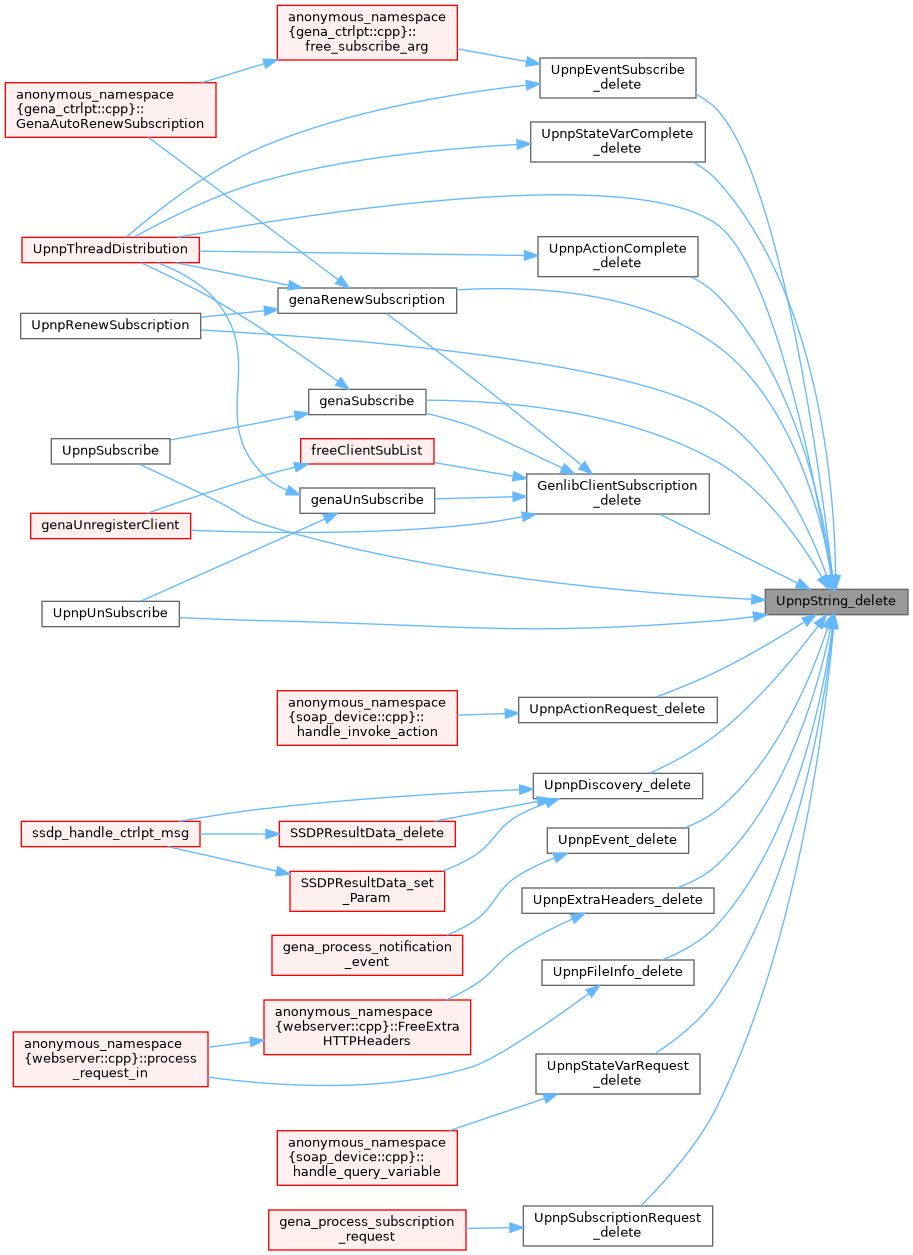 anonymous_namespace
{gena_ctrlpt::cpp}::
free_subscribe_arg
UpnpEventSubscribe
_delete
anonymous_namespace
{gena_ctrlpt::cpp}::
GenaAutoRenewSubscription
UpnpStateVarComplete
_delete
UpnpThreadDistribution
UpnpActionComplete
_delete
genaRenewSubscription
UpnpRenewSubscription
genaSubscribe
UpnpSubscribe
freeClientSubList
GenlibClientSubscription
_delete
genaUnSubscribe
genaUnregisterClient
UpnpString_delete
UpnpUnSubscribe
anonymous_namespace
{soap_device::cpp}::
handle_invoke_action
UpnpActionRequest_delete
UpnpDiscovery_delete
ssdp_handle_ctrlpt_msg
SSDPResultData_delete
UpnpEvent_delete
SSDPResultData_set
_Param
UpnpExtraHeaders_delete
gena_process_notification
_event
UpnpFileInfo_delete
anonymous_namespace
{webserver::cpp}::FreeExtra
HTTPHeaders
anonymous_namespace
{webserver::cpp}::process
_request_in
UpnpStateVarRequest
_delete
anonymous_namespace
{soap_device::cpp}::
handle_query_variable
UpnpSubscriptionRequest
_delete
gena_process_subscription
_request